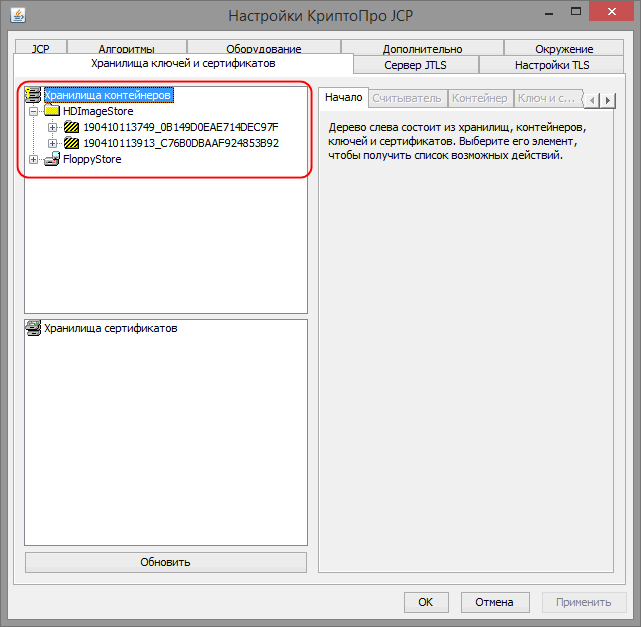 Настройки КриптоПро JCP
JCP
Алгоритмы
Оборудование
Дополнительно
Окружение
Хранилища ключей и сертификатов
Сервер JTLS
Настройки TLS
Хранилища контейнеров
HDImageStore
190410113749_0B149D0EAE714DEC97F
190410113913_C76B0DBAAF924853B92
FloppyStore
Начало
Считыватель
Контейнер
Ключ и с...
Дерево слева состоит из хранилищ, контейнеров,
ключей и сертификатов. Выберите его элемент,
чтобы получить список возможных действий.
Хранилища сертификатов
Обновить
OK
Отмена
Применить